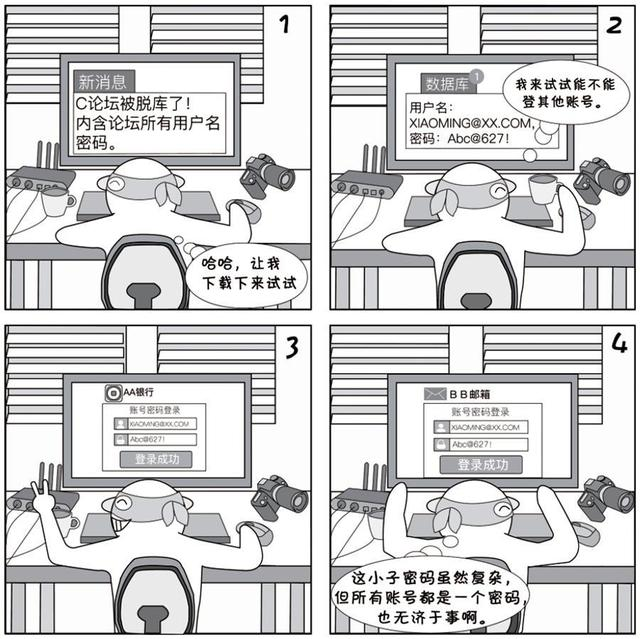 1
新消息
C论坛被脱库了！
内含论坛所有用户名
密码。
哈哈，让我
下载下来试试
2
数据库 1
用户名：
XIAOMING@XX.COM,
密码：Abc@627!
我来试试能不能
登其他账号。
3
AA银行
账号密码登录
XIAOMING@XX.COM
Abc@627!
登录成功
4
BB邮箱
账号密码登录
XIAOMING@XX.COM
Abc@627!
登录成功
这小子密码虽然复杂，
但所有账号都是一个密码，
也无济于事啊。